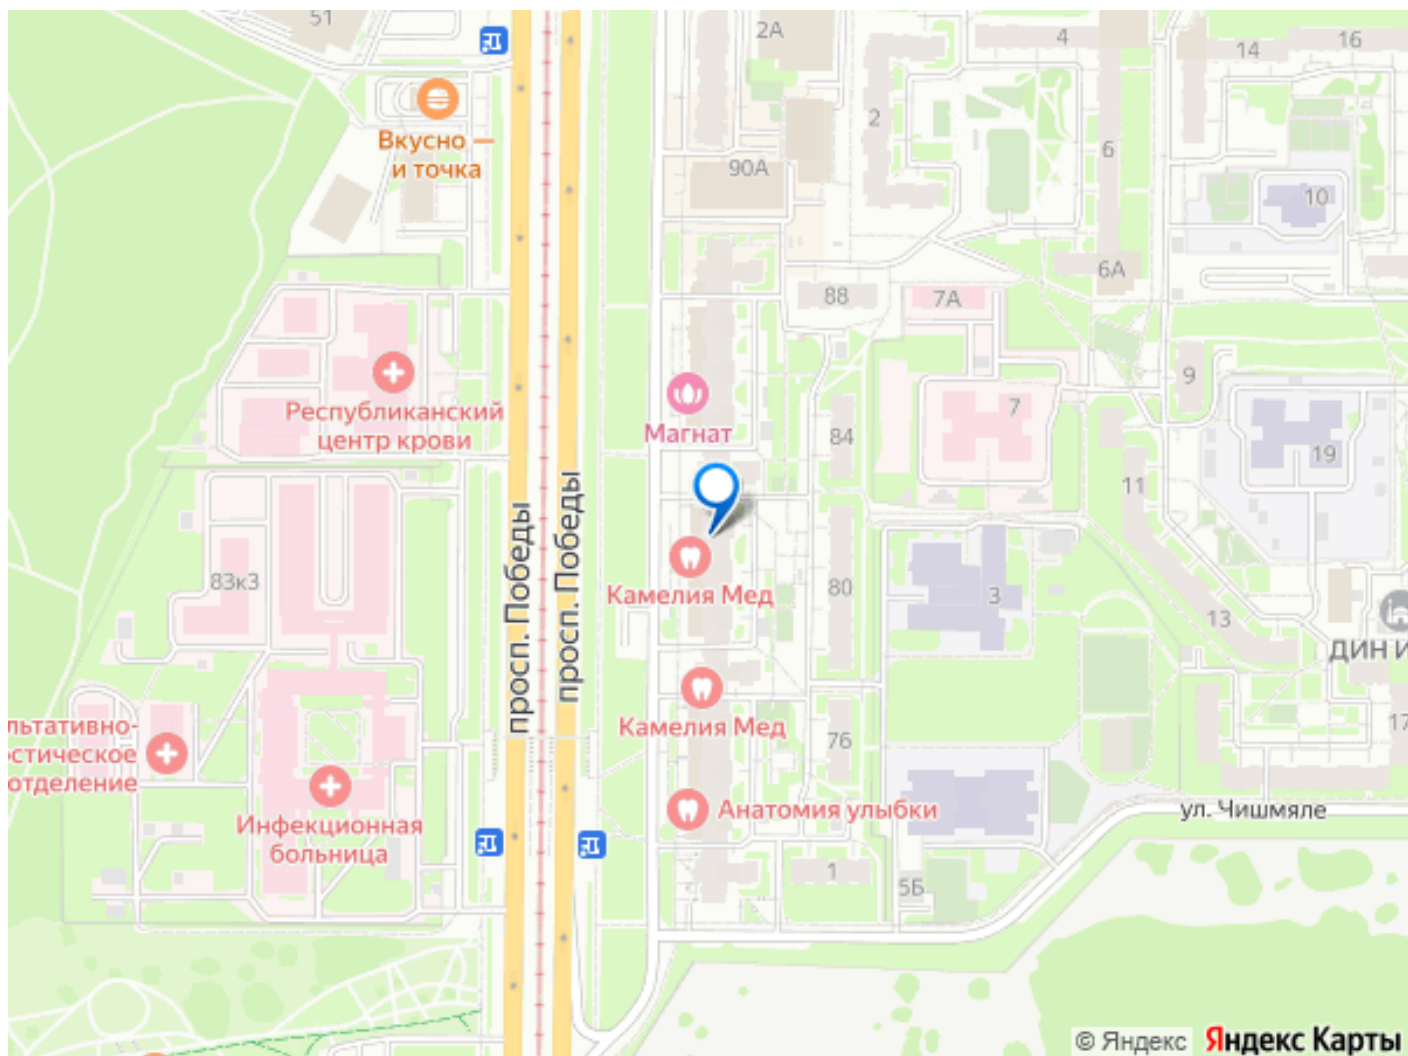 51
2А
4
14
16
Вкусно —
и точка
2
6
90А
10
6А
88
7А
Республиканский
центр крови
Магнат
84
7
9
19
11
просп. Победы
просп. Победы
83к3
Камелия Мед
80
3
13
ДИН И
льтативно-
остическое
отделение
Камелия Мед
76
17
Инфекционная
больница
Анатомия улыбки
ул. Чишмяле
1
5Б
© Яндекс Яндекс Карты